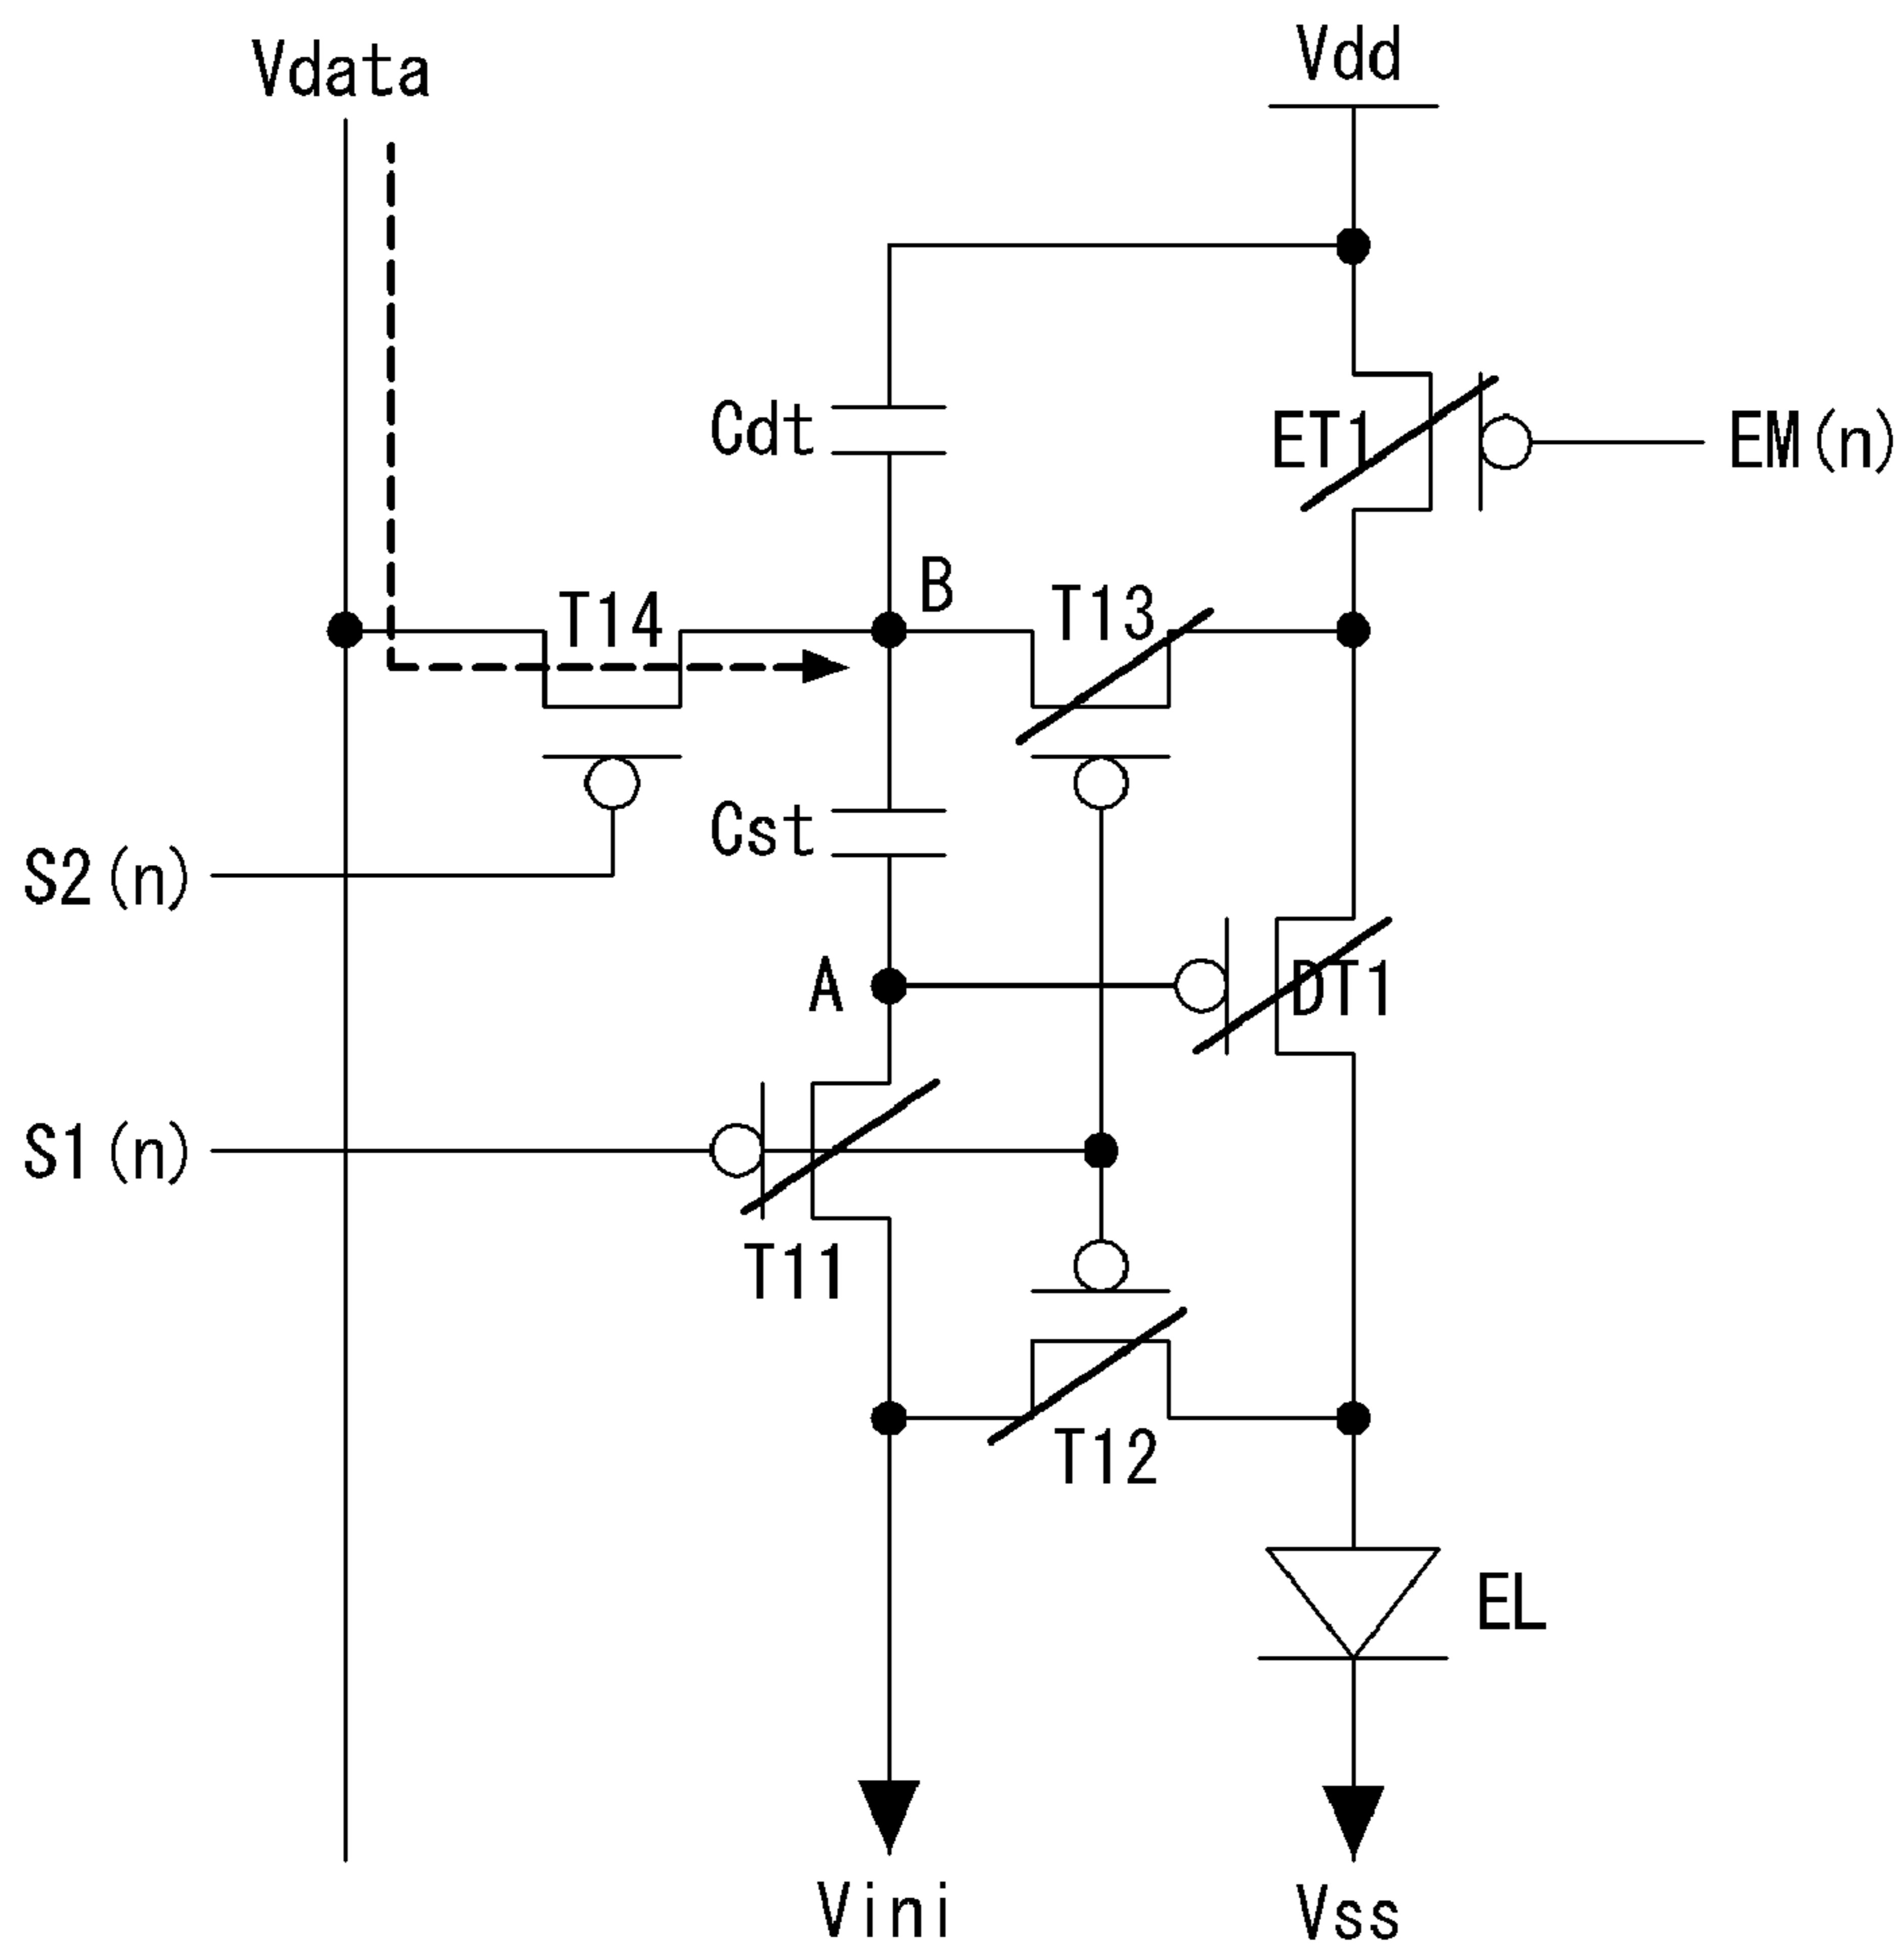 Vdata
Vdd
Cdt
ET1
EM(n)
B
T14
T13
Cst
S2(n)
A
DT1
S1(n)
T11
T12
EL
Vini
Vss